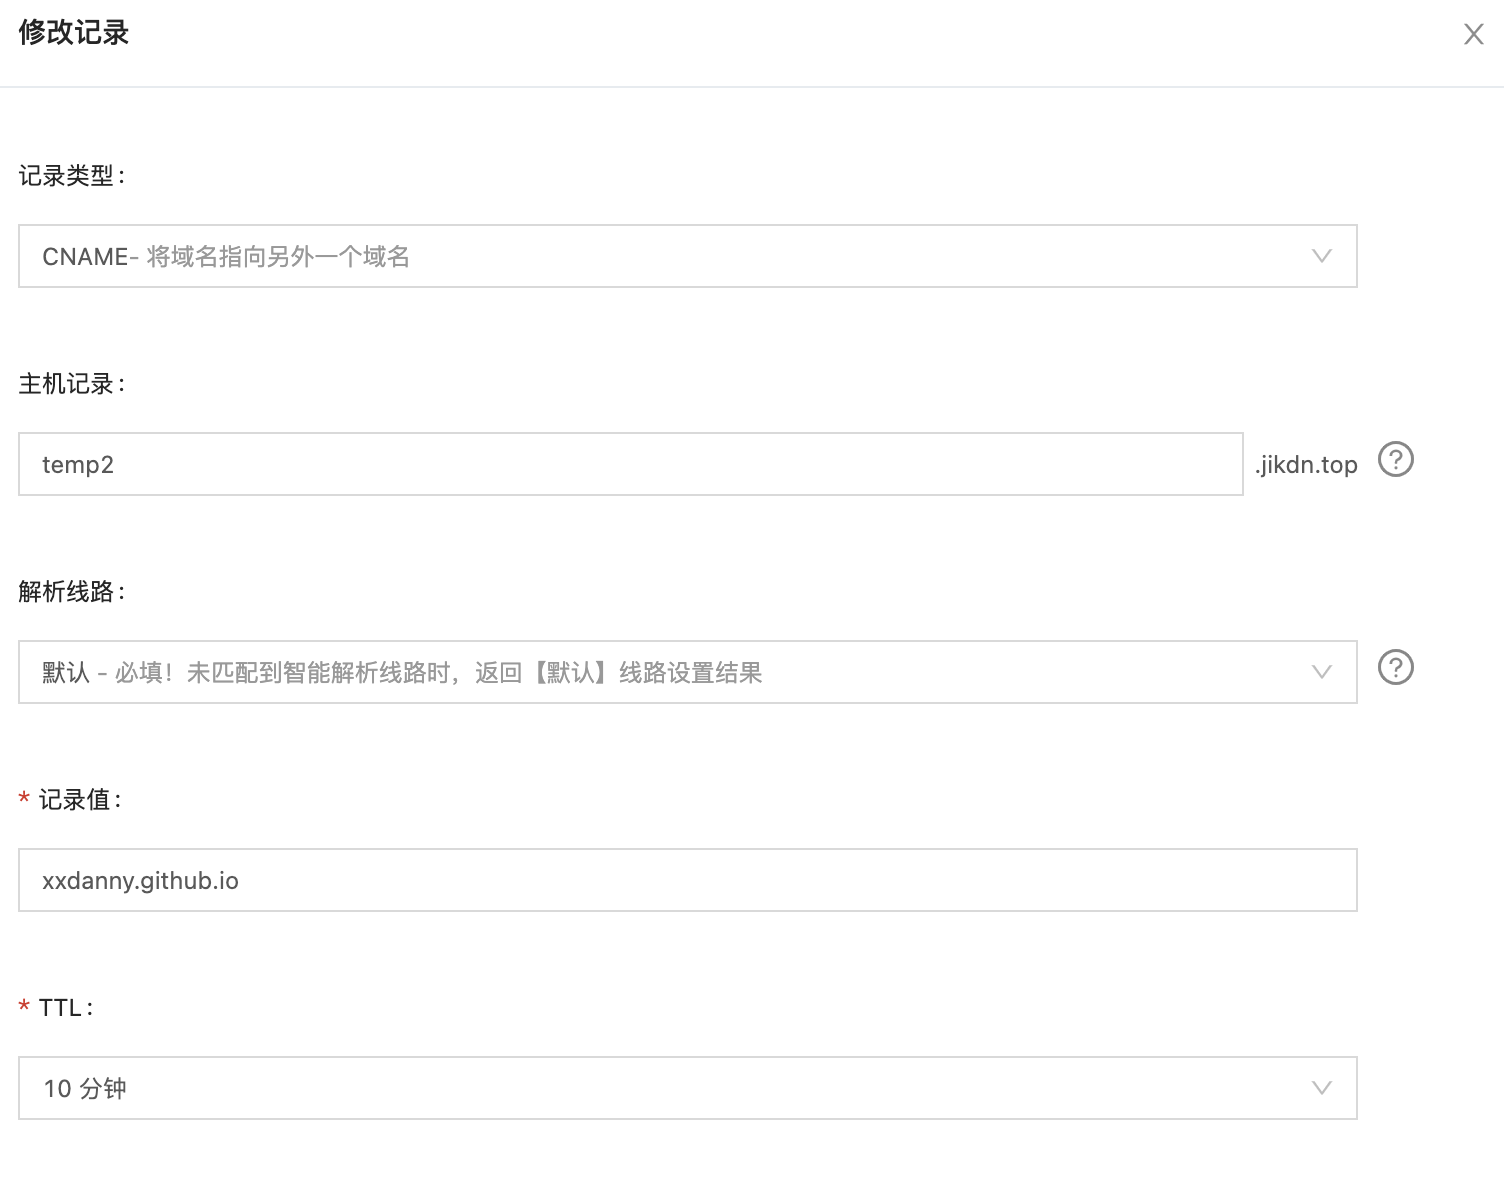 修改记录
记录类型:
CNAME- 将域名指向另外一个域名
主机记录:
temp2 .jikdn.top
解析线路:
默认 - 必填！未匹配到智能解析线路时，返回【默认】线路设置结果
* 记录值:
xxdanny.github.io
* TTL:
10 分钟